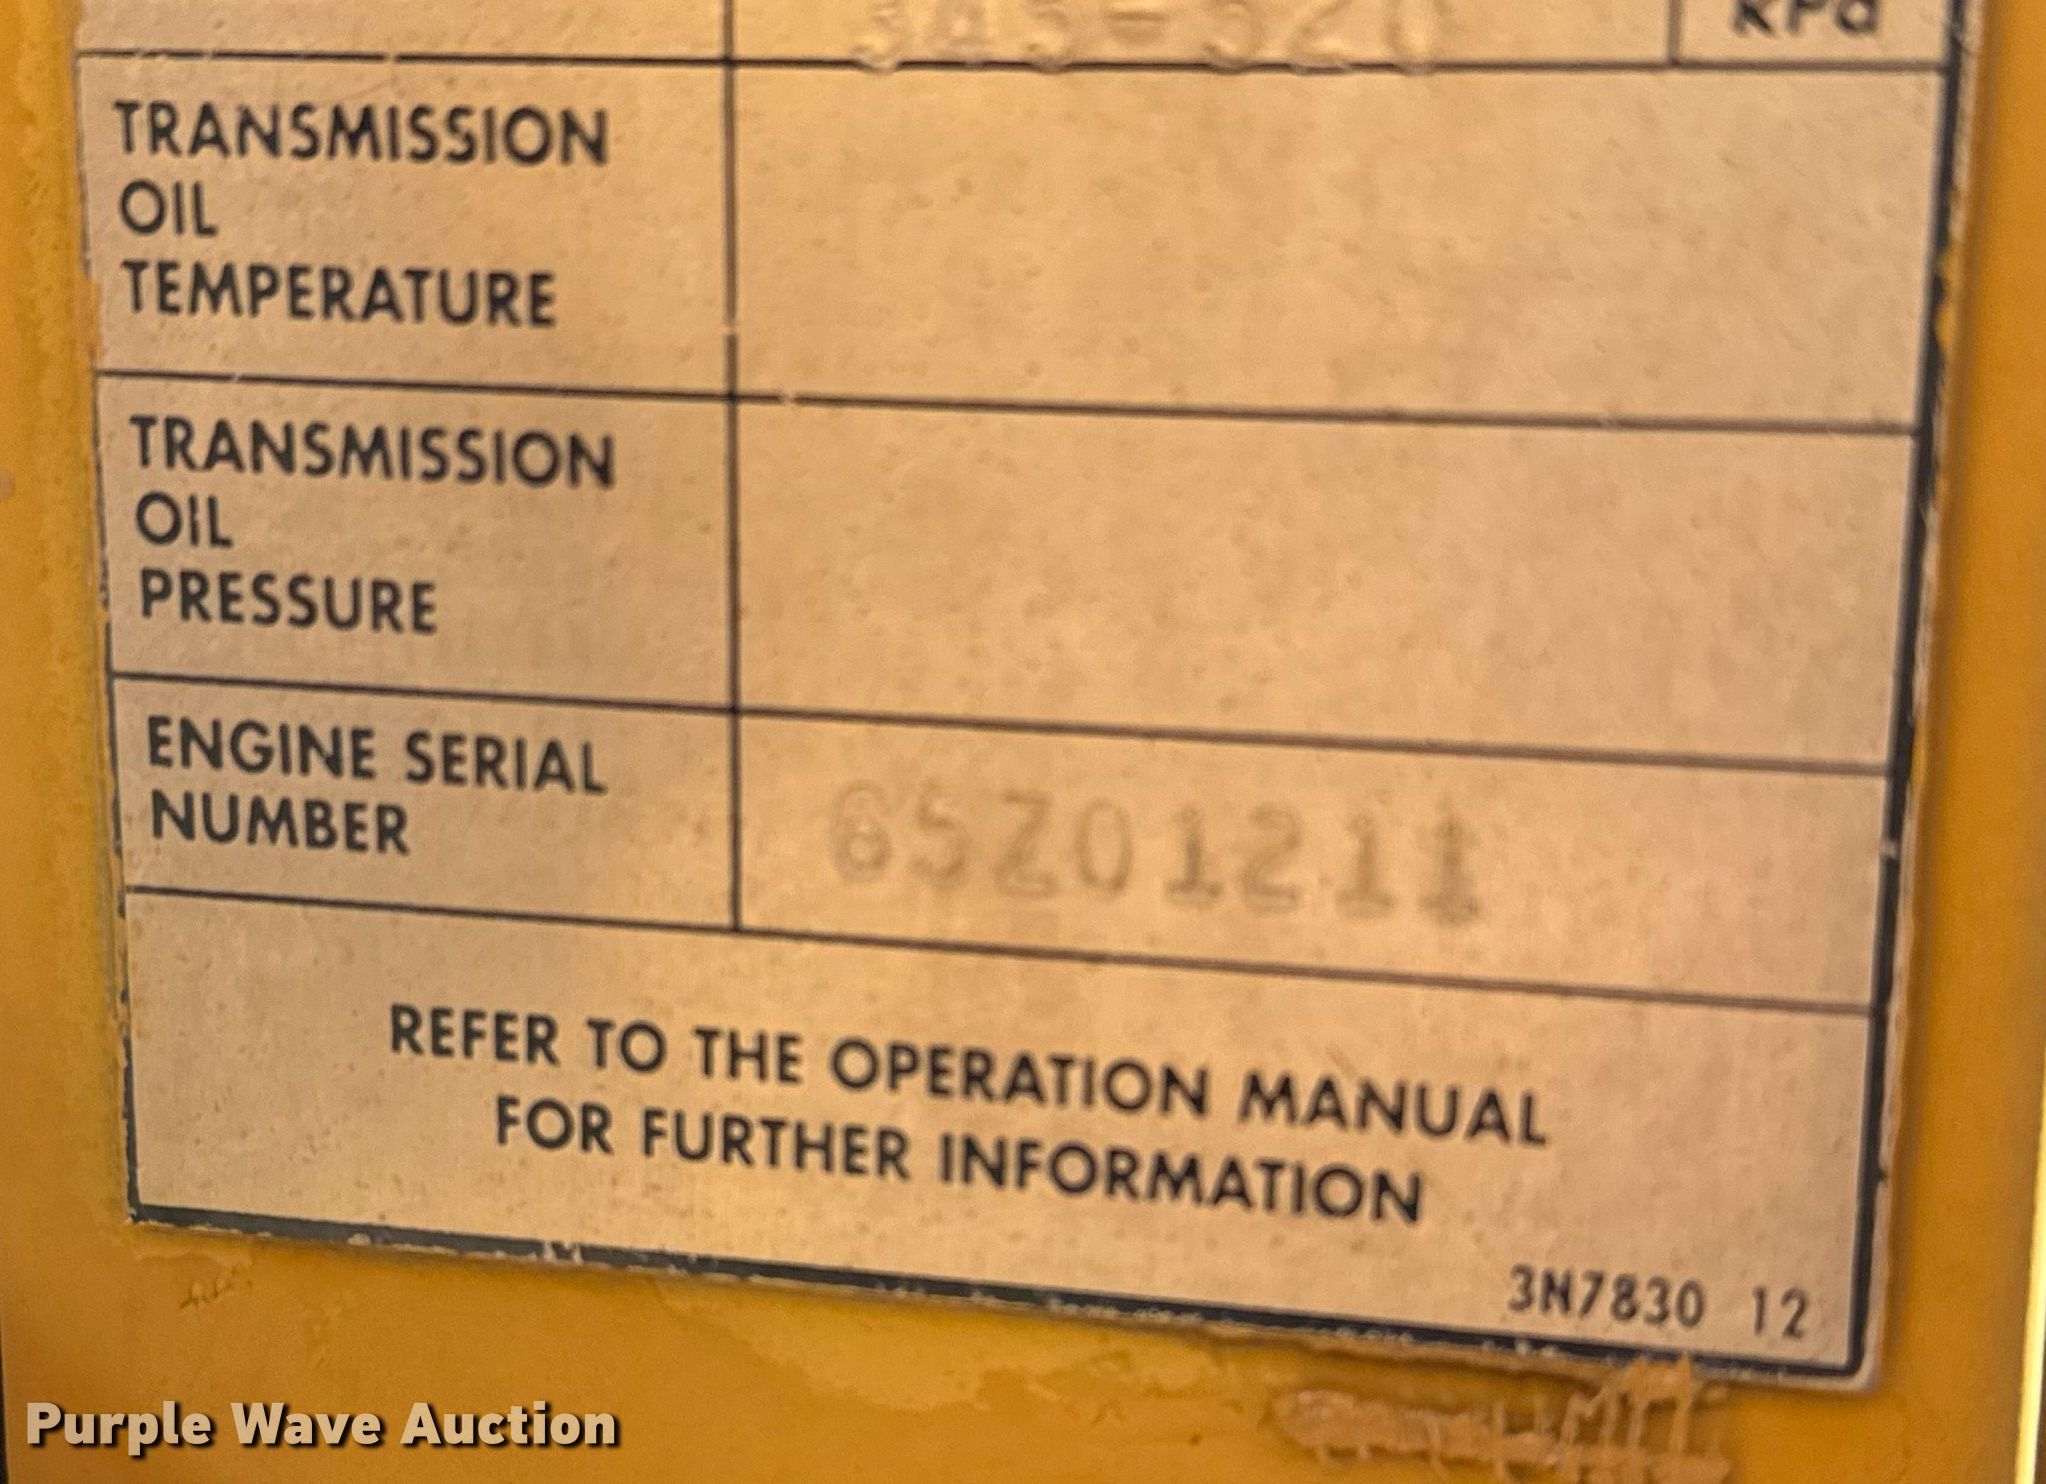 kPa
TRANSMISSION
OIL
TEMPERATURE
TRANSMISSION
OIL
PRESSURE
ENGINE SERIAL
NUMBER
65Z01211
REFER TO THE OPERATION MANUAL
FOR FURTHER INFORMATION
3N7830 12
Purple Wave Auction